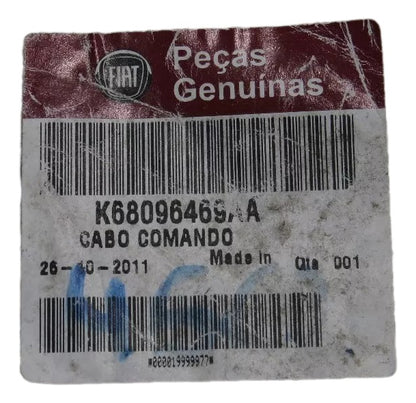 FIAT
Peças
Genuínas
K68096469AA
CABO COMANDO
26-10-2011 Made in Qta 001
*000019999977*